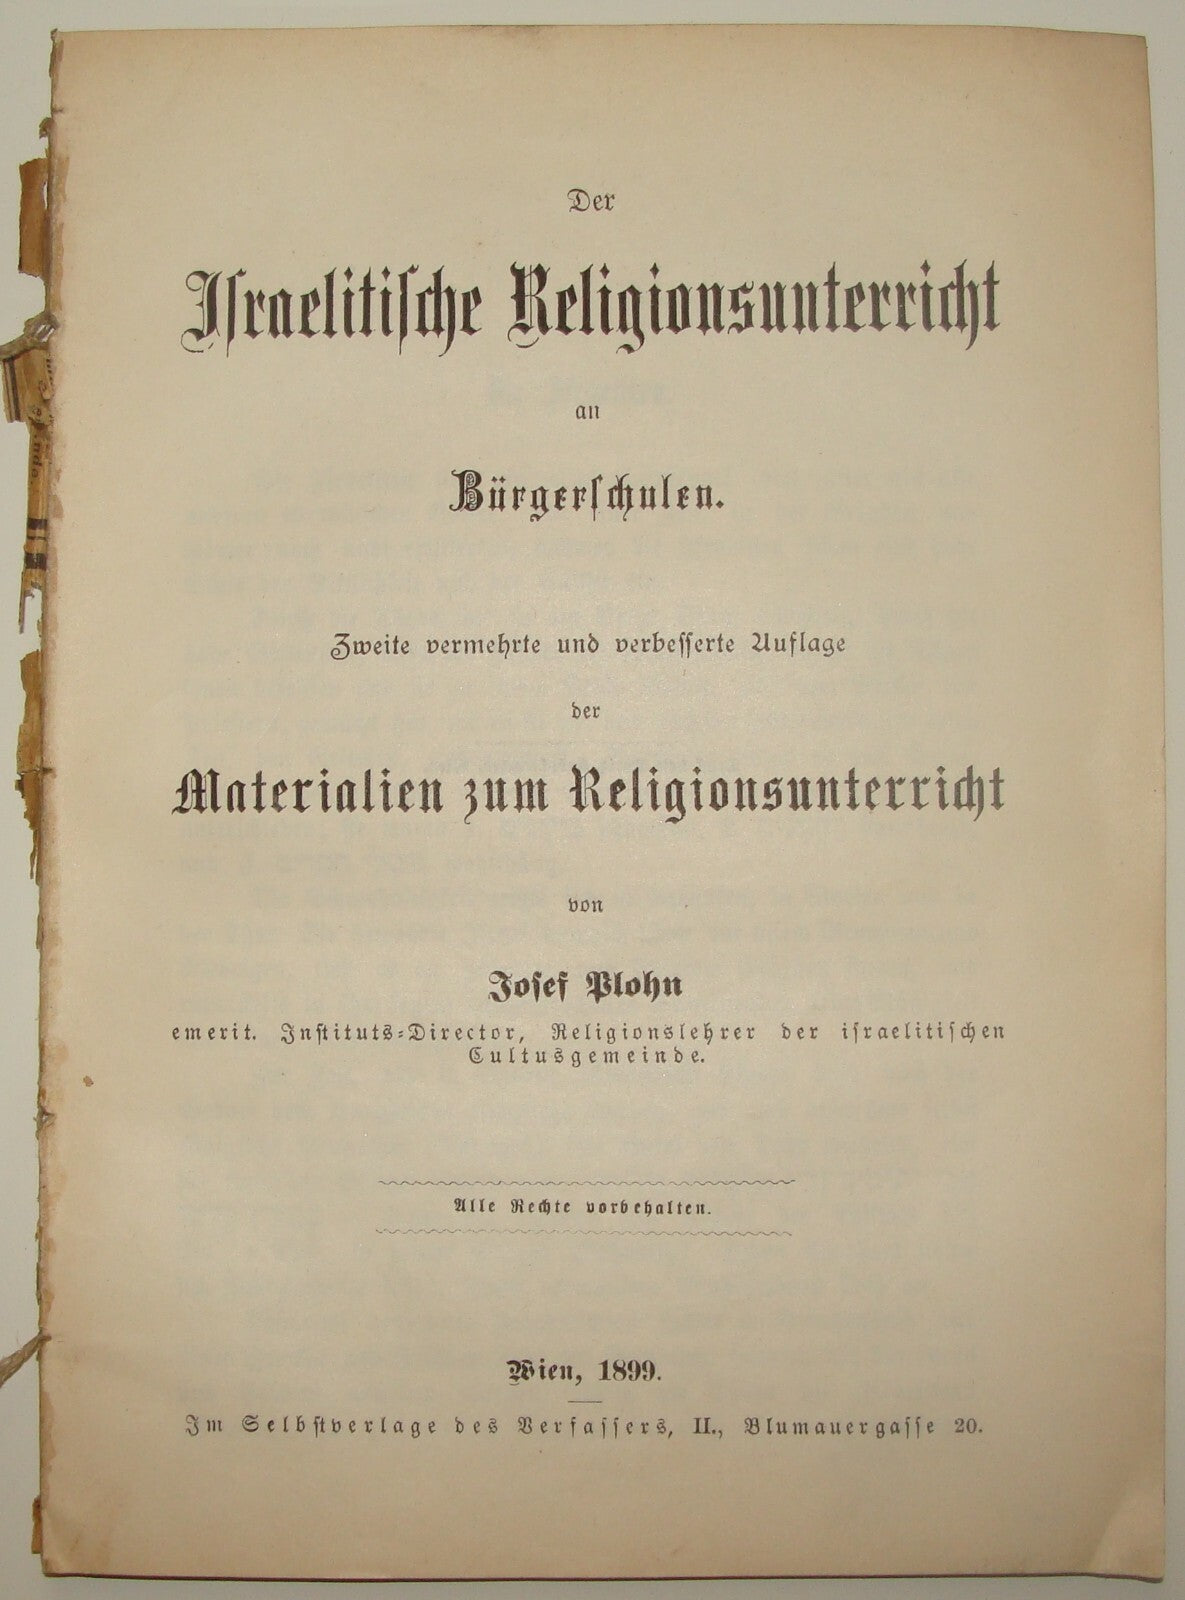 Der
Israelitische Religionsunterricht
an
Bürgerschulen.
Zweite vermehrte und verbesserte Auflage
der
Materialien zum Religionsunterricht
von
Josef Plohn
emerit. Instituts-Director, Religionslehrer der israelitischen
Cultusgemeinde.
Alle Rechte vorbehalten.
Wien, 1899.
Im Selbstverlage des Verfassers, II., Blumauergasse 20.